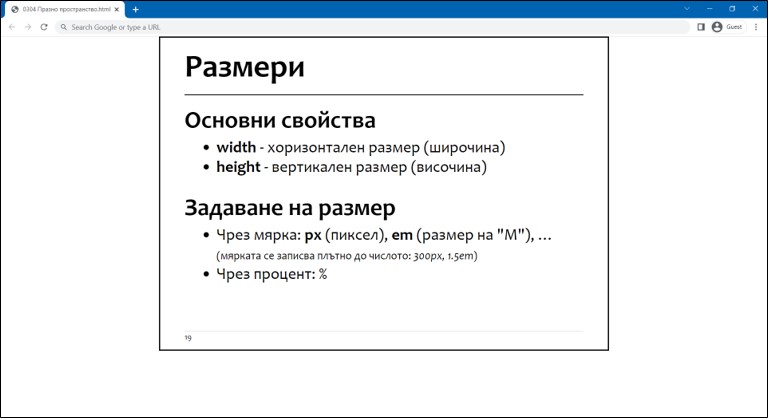 0304 Празно пространство.html
Search Google or type a URL
Guest
Размери
Основни свойства
• width - хоризонтален размер (широчина)
• height - вертикален размер (височина)
Задаване на размер
• Чрез мярка: px (пиксел), em (размер на "M"), ...
(мярката се записва плътно до числото: 300px, 1.5em)
• Чрез процент: %
19